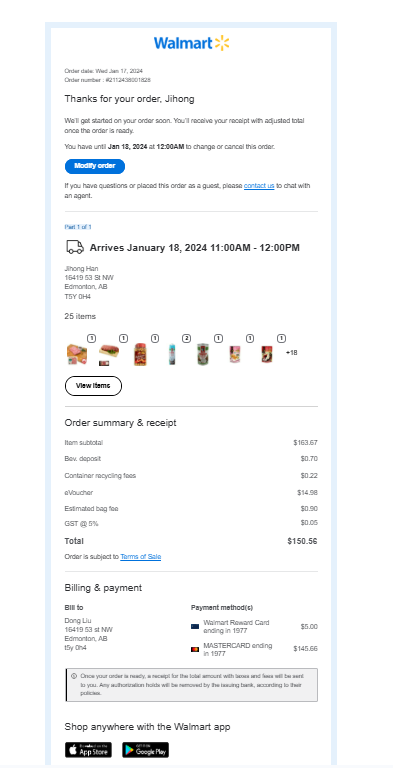 Walmart
Order date: Wed Jan 17, 2024
Order number : #2112438001828
Thanks for your order, Jihong
We'll get started on your order soon. You'll receive your receipt with adjusted total
once the order is ready.
You have until Jan 18, 2024 at 12:00AM to change or cancel this order.
Modify order
If you have questions or placed this order as a guest, please contact us to chat with
an agent.
Part 1 of 1
Arrives January 18, 2024 11:00AM - 12:00PM
Jihong Han
16419 53 St NW
Edmonton, AB
T5Y 0H4
25 items
1 1 1 2 1 1 1
+18
View items
Order summary & receipt
Item subtotal $163.67
Bev. deposit $0.70
Container recycling fees $0.22
eVoucher $14.98
Estimated bag fee $0.90
GST @ 5% $0.05
Total $150.56
Order is subject to Terms of Sale
Billing & payment
Bill to Payment method(s)
Dong Liu
16419 53 st NW
Edmonton, AB
t5y 0h4
Walmart Reward Card
ending in 1977 $5.00
MASTERCARD ending
in 1977 $145.66
Once your order is ready, a receipt for the total amount with taxes and fees will be sent
to you. Any authorization holds will be removed by the issuing bank, according to their
policies.
Shop anywhere with the Walmart app
App Store
Google Play